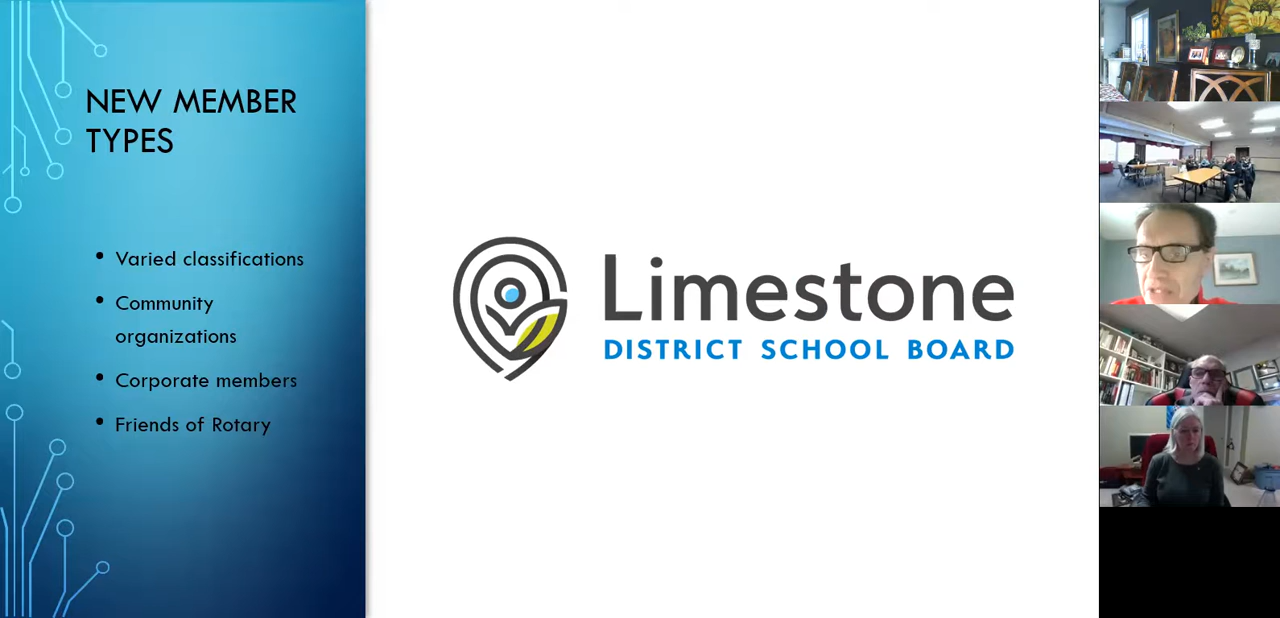 NEW MEMBER
TYPES
• Varied classifications
• Community
organizations
• Corporate members
• Friends of Rotary
Limestone
DISTRICT SCHOOL BOARD